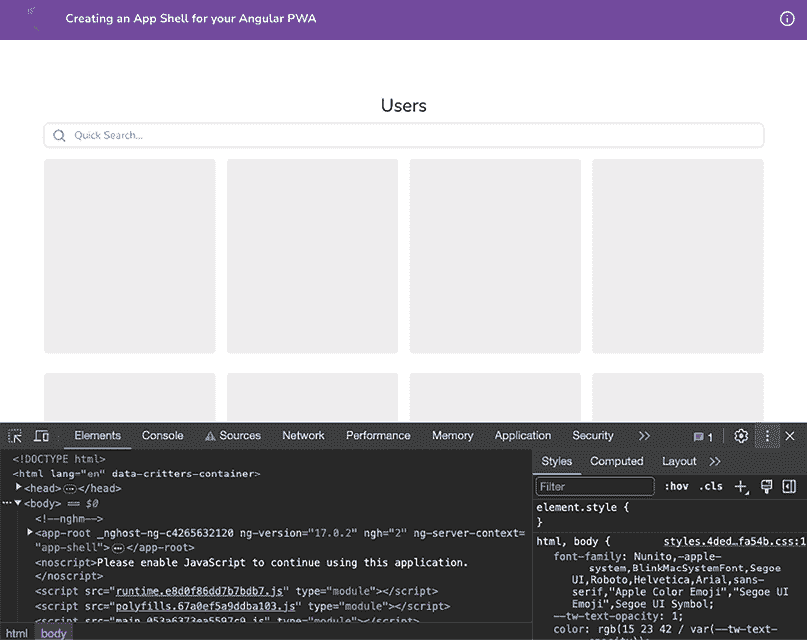 Creating an App Shell for your Angular PWA
Users
Quick Search...
Elements Console Sources Network Performance Memory Application Security 1
<!DOCTYPE html>
<html lang="en" data-critters-container>
<head></head>
<body> == $0
<!--nghm-->
<app-root _nghost-ng-c4265632120 ng-version="17.0.2" ngh="2" ng-server-context=
"app-shell"></app-root>
<noscript>Please enable JavaScript to continue using this application.
</noscript>
<script src="runtime.e8d0f86dd7b7bdb7.js" type="module"></script>
<script src="polyfills.67a0ef5a9ddba103.js" type="module"></script>
<script src="main.053a6373ea5597c9.js" type="module"></script>
html body
Styles Computed Layout
Filter :hov .cls
element.style {
}
html, body { styles.4ded…fa54b.css:1
font-family: Nunito,-apple-
system,BlinkMacSystemFont,Segoe
UI,Roboto,Helvetica,Arial,sans-
serif,"Apple Color Emoji","Segoe UI
Emoji",Segoe UI Symbol;
--tw-text-opacity: 1;
color: rgb(15 23 42 / var(--tw-text-